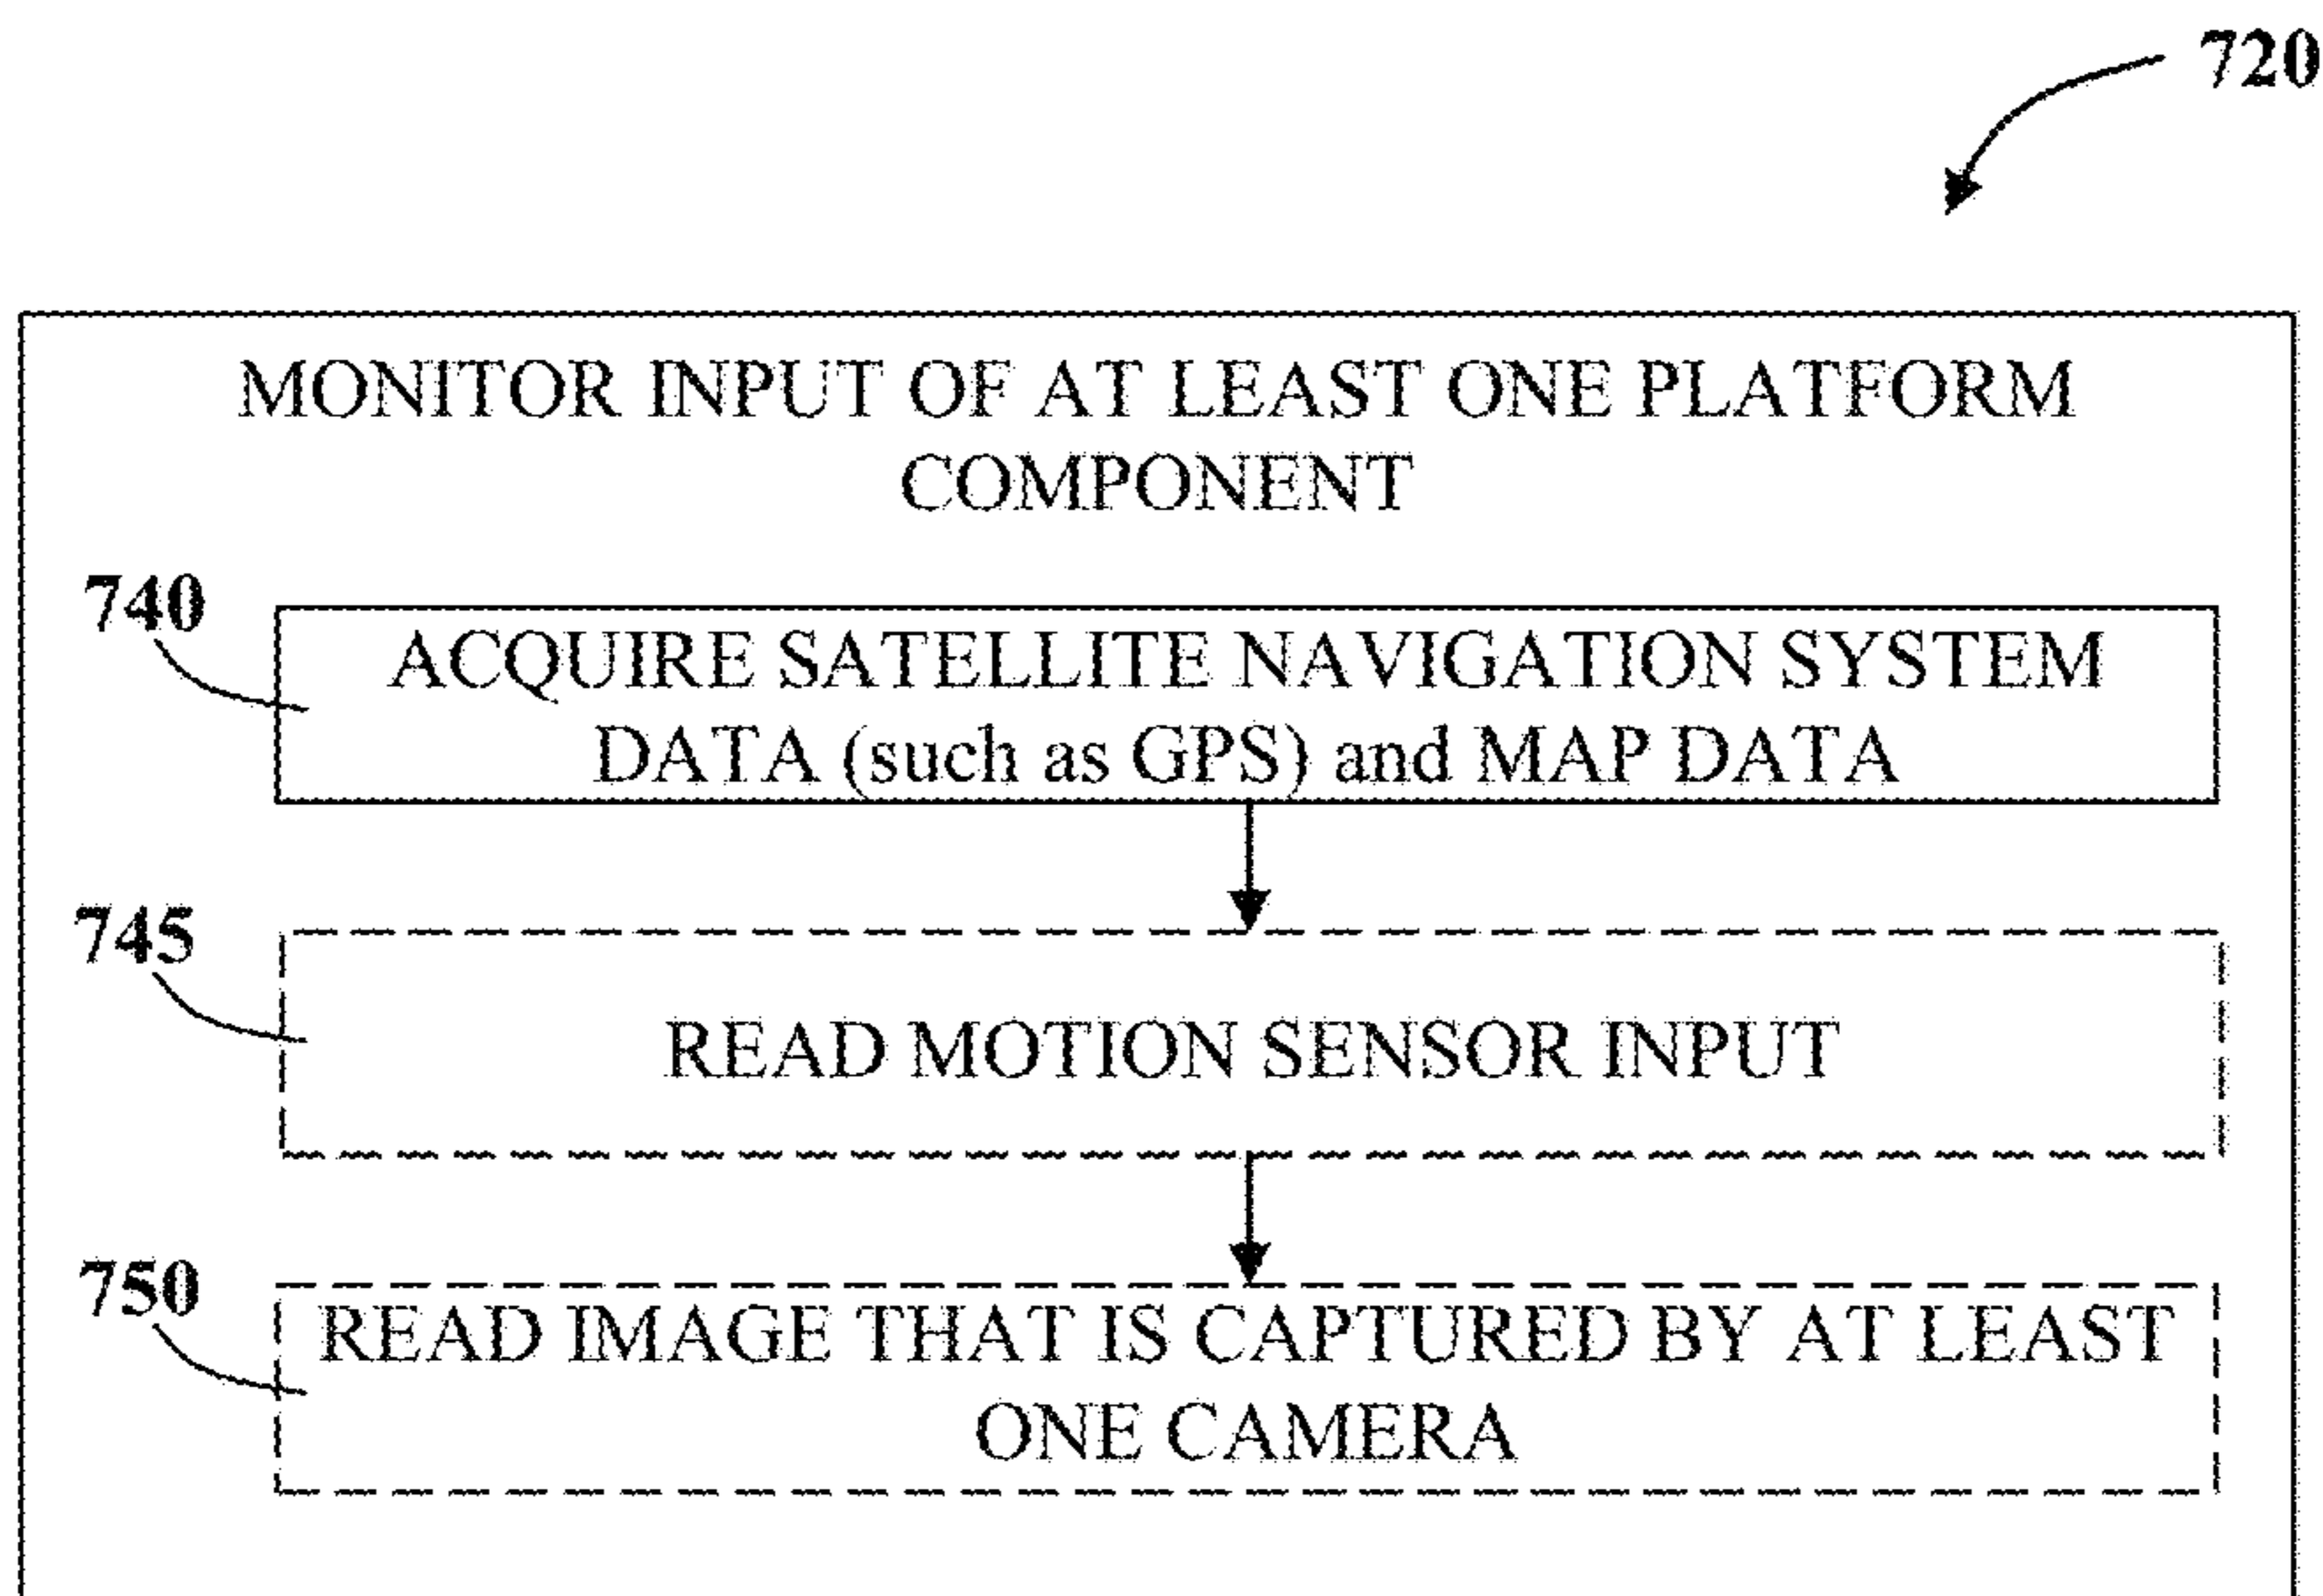 720
MONITOR INPUT OF AT LEAST ONE PLATFORM
COMPONENT
740
ACQUIRE SATELLITE NAVIGATION SYSTEM
DATA (such as GPS) and MAP DATA
745
READ MOTION SENSOR INPUT
750
READ IMAGE THAT IS CAPTURED BY AT LEAST
ONE CAMERA